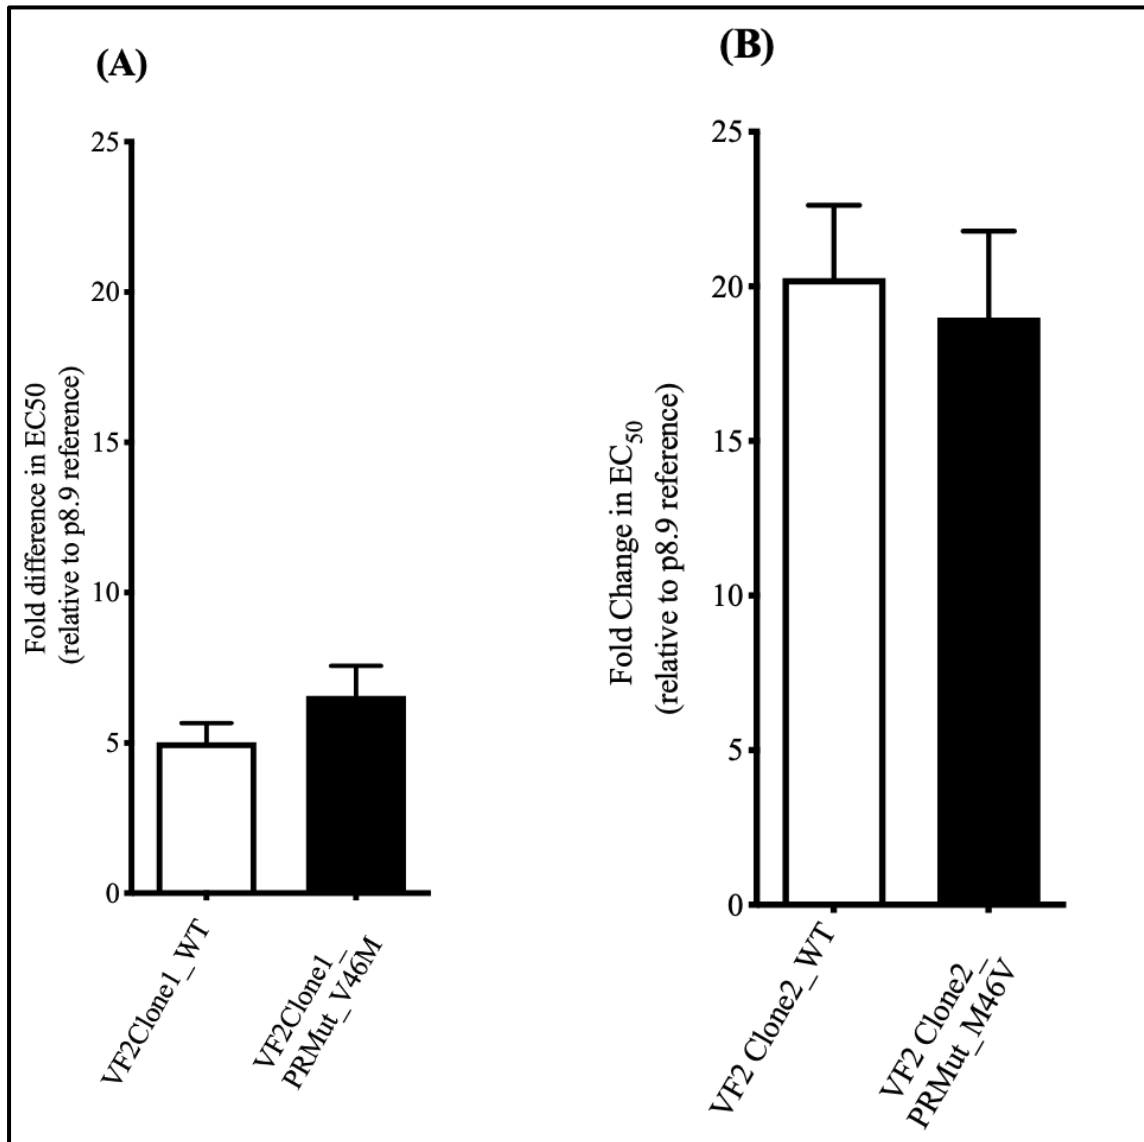 (A)
25
20
15
10
5
0
Fold difference in EC50
(relative to p8.9 reference)
VF2Clone1_WT
VF2Clone1_
PRMut_V46M
(B)
25
20
15
10
5
0
Fold Change in EC₅₀
(relative to p8.9 reference)
VF2 Clone2_WT
VF2 Clone2_
PRMut_M46V